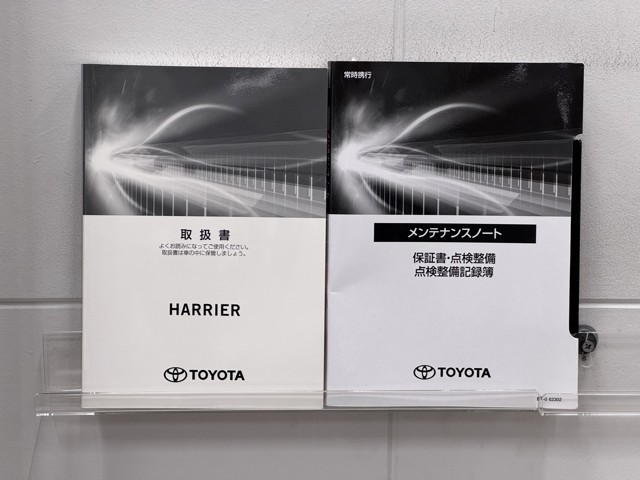 取扱書
よくお読みになってご使用ください。
取扱書は車の中に保管しましょう。
HARRIER
TOYOTA
常時携行
メンテナンスノート
保証書・点検整備
点検整備記録簿
TOYOTA